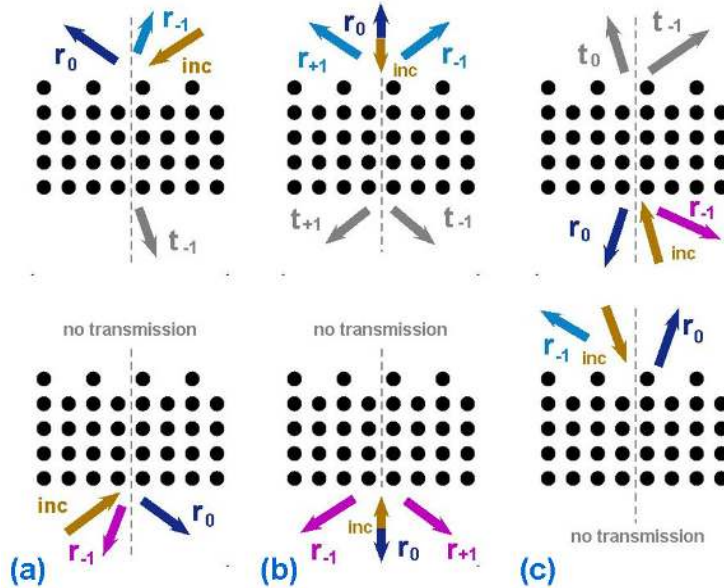 r0 r-1 inc
t-1
r0
r+1 inc r-1
t+1 t-1
t0 t-1
r0 inc r-1
no transmission
inc r-1 r0
(a)
no transmission
r-1 inc r0 r+1
(b)
r-1 inc r0
no transmission
(c)